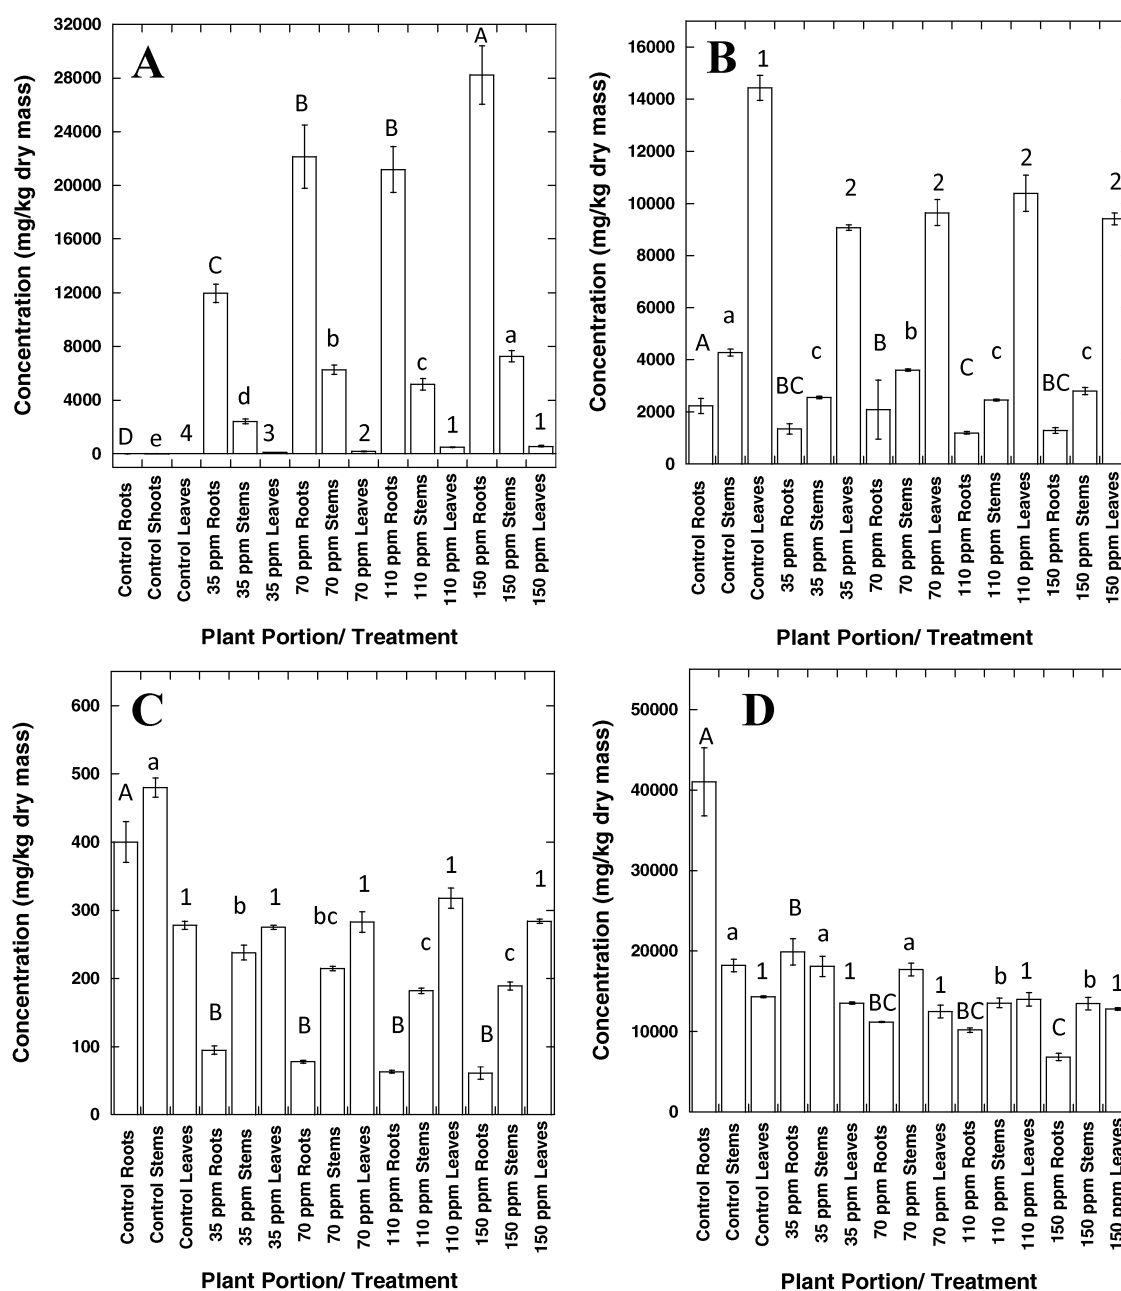 A
Concentration (mg/kg dry mass)
32000
28000
24000
20000
16000
12000
8000
4000
0
D e 4 C d 3 B b 2 B c 1 A a 1
Control Roots
Control Shoots
Control Leaves
35 ppm Roots
35 ppm Stems
35 ppm Leaves
70 ppm Roots
70 ppm Stems
70 ppm Leaves
110 ppm Roots
110 ppm Stems
110 ppm Leaves
150 ppm Roots
150 ppm Stems
150 ppm Leaves
Plant Portion/ Treatment
B
Concentration (mg/kg dry mass)
16000
14000
12000
10000
8000
6000
4000
2000
0
A a 1 BC c 2 B b 2 C c 2 BC c 2
Control Roots
Control Stems
Control Leaves
35 ppm Roots
35 ppm Stems
35 ppm Leaves
70 ppm Roots
70 ppm Stems
70 ppm Leaves
110 ppm Roots
110 ppm Stems
110 ppm Leaves
150 ppm Roots
150 ppm Stems
150 ppm Leaves
Plant Portion/ Treatment
C
Concentration (mg/kg dry mass)
600
500
400
300
200
100
0
A a 1 B b 1 B bc 1 B c 1 B c 1
Control Roots
Control Stems
Control Leaves
35 ppm Roots
35 ppm Stems
35 ppm Leaves
70 ppm Roots
70 ppm Stems
70 ppm Leaves
110 ppm Roots
110 ppm Stems
110 ppm Leaves
150 ppm Roots
150 ppm Stems
150 ppm Leaves
Plant Portion/ Treatment
D
Concentration (mg/kg dry mass)
50000
40000
30000
20000
10000
0
A a 1 B a 1 BC a 1 BC b 1 C b 1
Control Roots
Control Stems
Control Leaves
35 ppm Roots
35 ppm Stems
35 ppm Leaves
70 ppm Roots
70 ppm Stems
70 ppm Leaves
110 ppm Roots
110 ppm Stems
110 ppm Leaves
150 ppm Roots
150 ppm Stems
150 ppm Leaves
Plant Portion/ Treatment